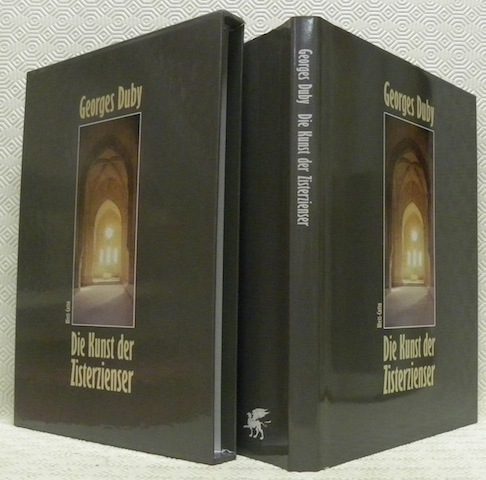 Georges Duby
Die Kunst der
Zisterzienser
Georges Duby Die Kunst der Zisterzienser
Georges Duby
Die Kunst der
Zisterzienser